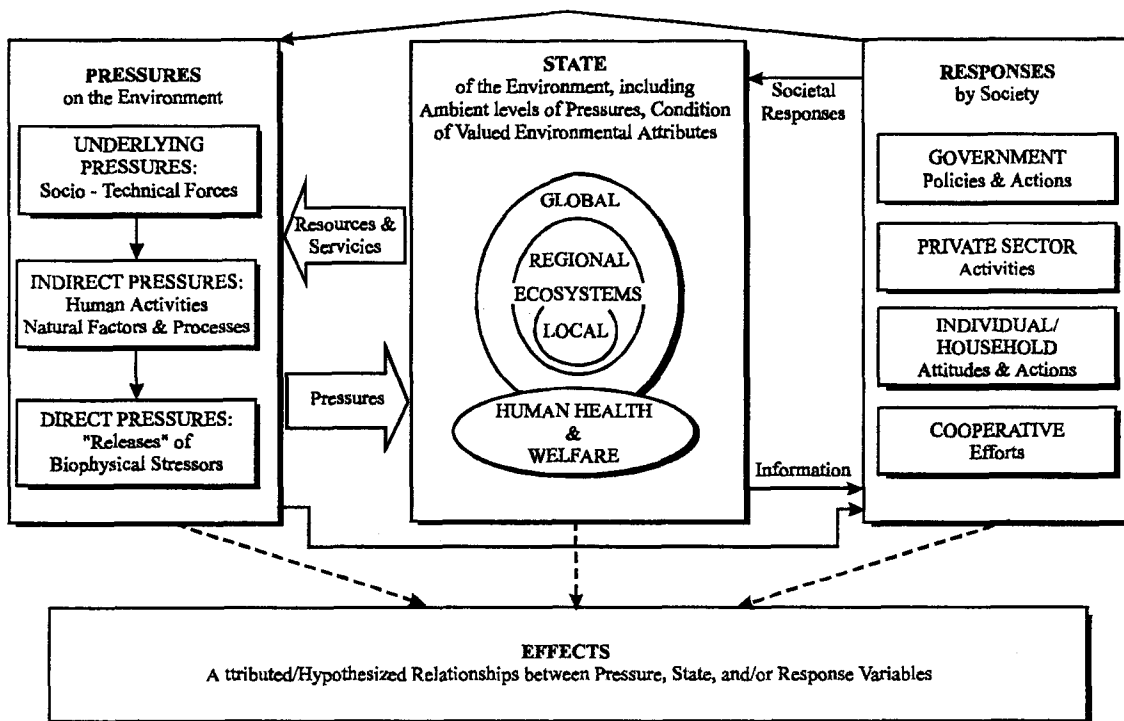 PRESSURES
on the Environment
UNDERLYING
PRESSURES:
Socio - Technical Forces
INDIRECT PRESSURES:
Human Activities
Natural Factors & Processes
DIRECT PRESSURES:
"Releases" of
Biophysical Stressors
Resources &
Servicies
Pressures
STATE
of the Environment, including
Ambient levels of Pressures, Condition
of Valued Environmental Attributes
GLOBAL
REGIONAL
ECOSYSTEMS
LOCAL
HUMAN HEALTH
&
WELFARE
Societal
Responses
Information
RESPONSES
by Society
GOVERNMENT
Policies & Actions
PRIVATE SECTOR
Activities
INDIVIDUAL/
HOUSEHOLD
Attitudes & Actions
COOPERATIVE
Efforts
EFFECTS
A ttributed/Hypothesized Relationships between Pressure, State, and/or Response Variables